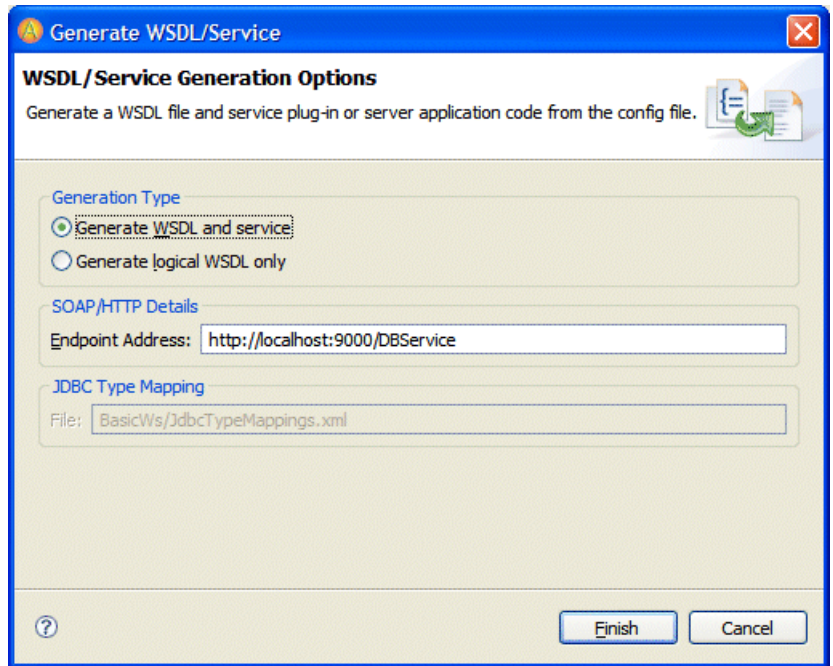 Generate WSDL/Service
WSDL/Service Generation Options
Generate a WSDL file and service plug-in or server application code from the config file.
Generation Type
Generate WSDL and service
Generate logical WSDL only
SOAP/HTTP Details
Endpoint Address: http://localhost:9000/DBService
JDBC Type Mapping
File: BasicWs/JdbcTypeMappings.xml
Finish Cancel